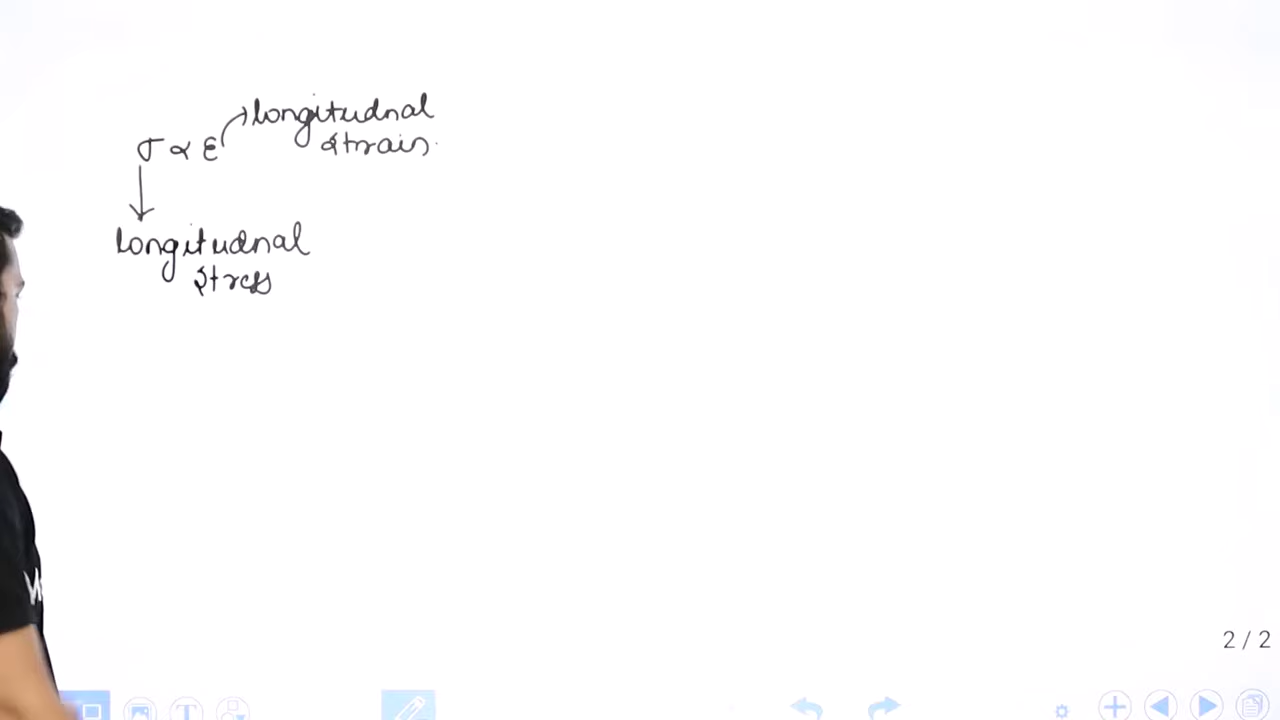 longitudnal
σ ∝ ε strain.
longitudnal
stress
2 / 2